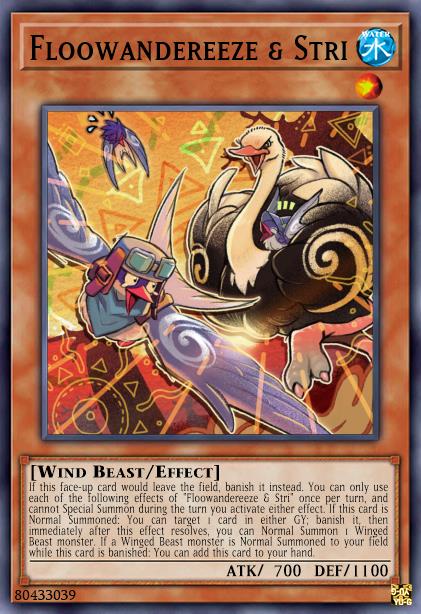 FLOOWANDEREEZE & STRI
WATER
水
[WIND BEAST/EFFECT]
If this face-up card would leave the field, banish it instead. You can only use
each of the following effects of "Floowandereeze & Stri" once per turn, and
cannot Special Summon during the turn you activate either effect. If this card is
Normal Summoned: You can target 1 card in either GY; banish it, then
immediately after this effect resolves, you can Normal Summon 1 Winged
Beast monster. If a Winged Beast monster is Normal Summoned to your field
while this card is banished: You can add this card to your hand.
ATK/ 700 DEF/1100
80433039